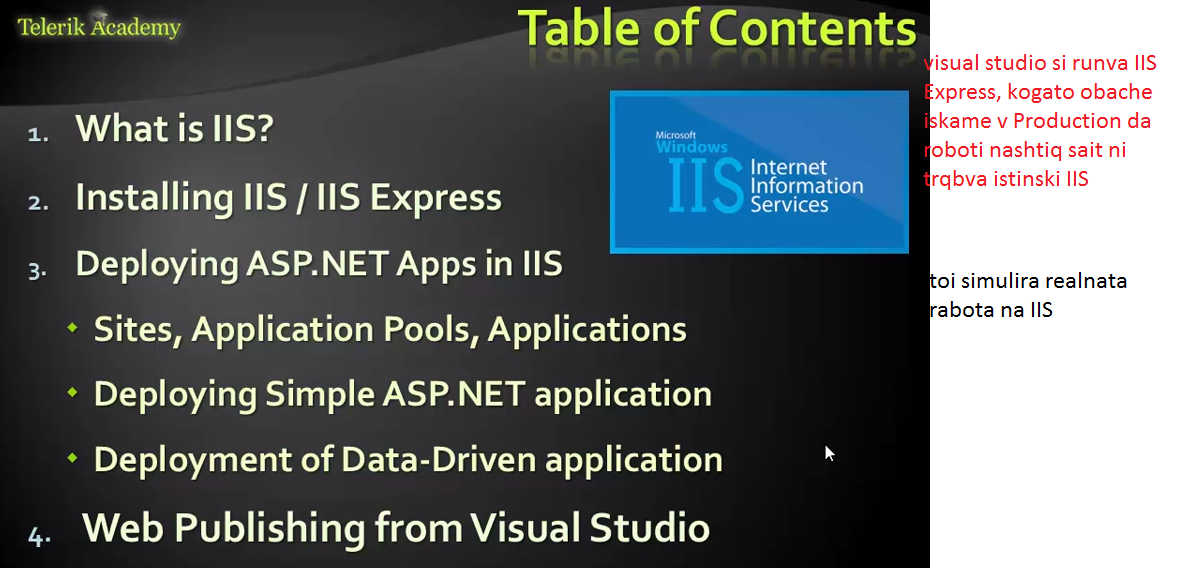 Telerik Academy
Table of Contents
1. What is IIS?
2. Installing IIS / IIS Express
3. Deploying ASP.NET Apps in IIS
Sites, Application Pools, Applications
Deploying Simple ASP.NET application
Deployment of Data-Driven application
4. Web Publishing from Visual Studio
Microsoft
Windows
IIS Internet
Information
Services
visual studio si runva IIS
Express, kogato obache
iskame v Production da
roboti nashtiq sait ni
trqbva istinski IIS
toi simulira realnata
rabota na IIS